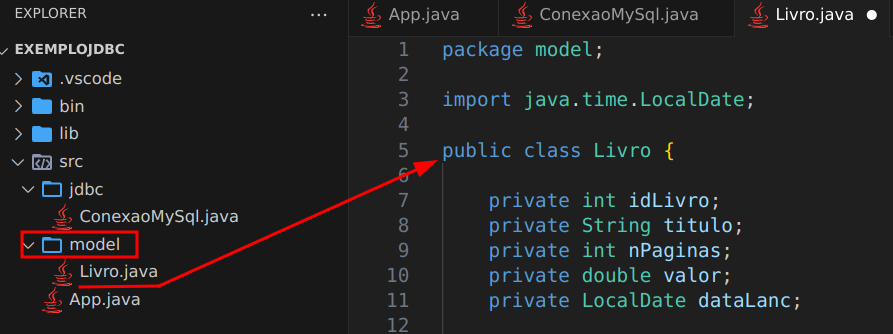 EXPLORER ...
EXEMPLOJDBC
.vscode
bin
lib
src
jdbc
ConexaoMySql.java
model
Livro.java
App.java
App.java ConexaoMySql.java Livro.java
1 package model;
2
3 import java.time.LocalDate;
4
5 public class Livro {
6
7 private int idLivro;
8 private String titulo;
9 private int nPaginas;
10 private double valor;
11 private LocalDate dataLanc;
12